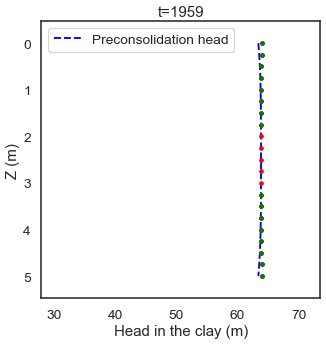 t=1959
Preconsolidation head
0
1
2
3
4
5
Z (m)
30 40 50 60 70
Head in the clay (m)